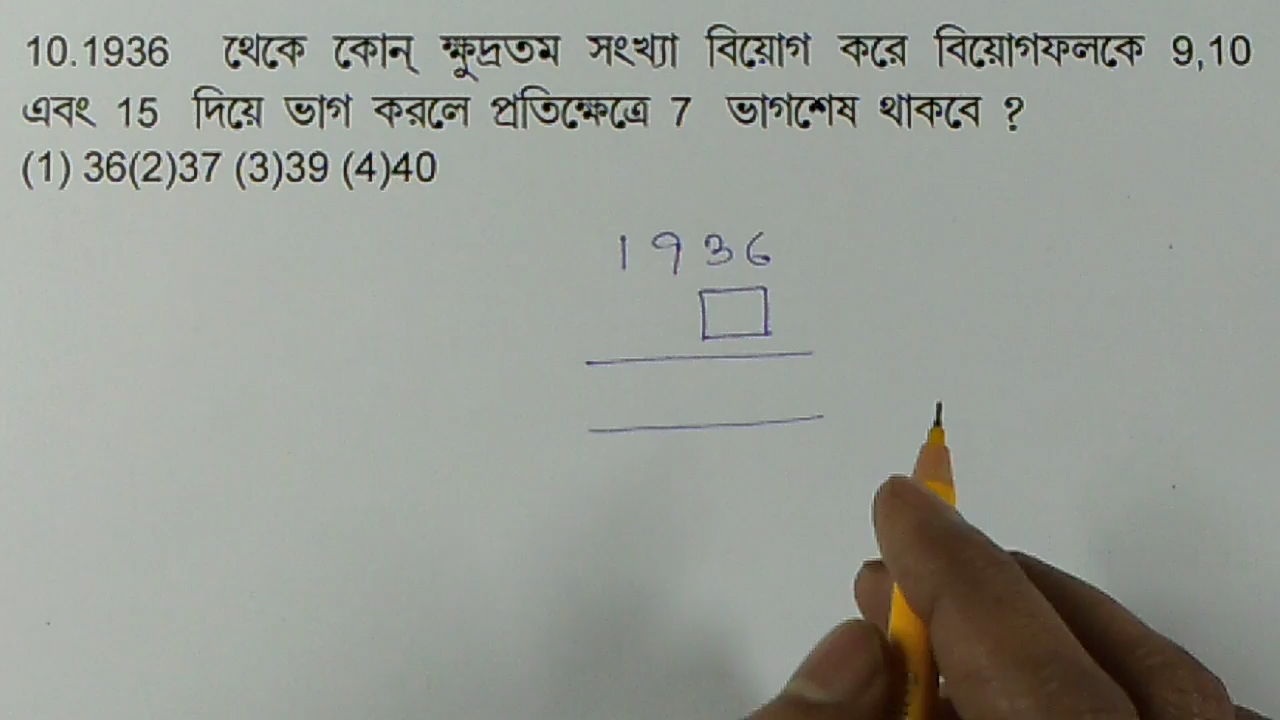 10.1936 থেকে কোন্ ক্ষুদ্রতম সংখ্যা বিয়োগ করে বিয়োগফলকে 9,10
এবং 15 দিয়ে ভাগ করলে প্রতিক্ষেত্রে 7 ভাগশেষ থাকবে ?
(1) 36(2)37 (3)39 (4)40
1936